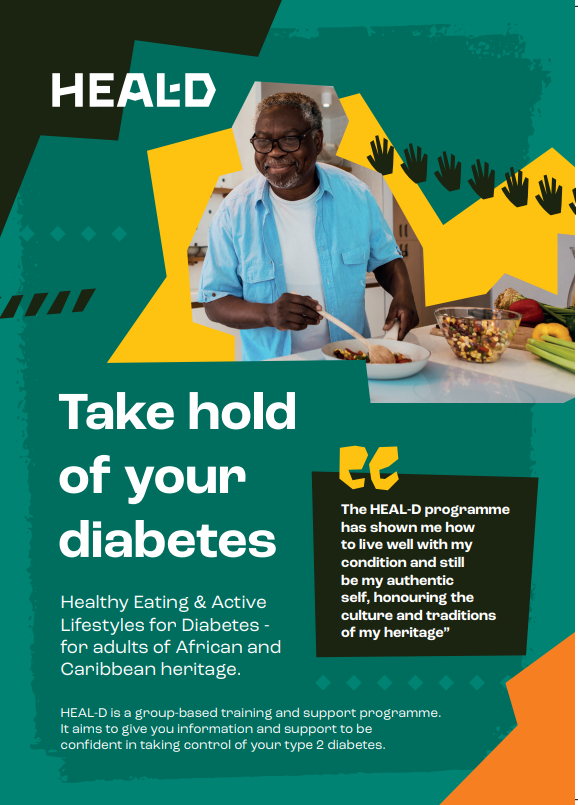 HEAL-D
Take hold
of your
diabetes
Healthy Eating & Active
Lifestyles for Diabetes -
for adults of African and
Caribbean heritage.
HEAL-D is a group-based training and support programme.
It aims to give you information and support to be
confident in taking control of your type 2 diabetes.
“
The HEAL-D programme
has shown me how
to live well with my
condition and still
be my authentic
self, honouring the
culture and traditions
of my heritage”